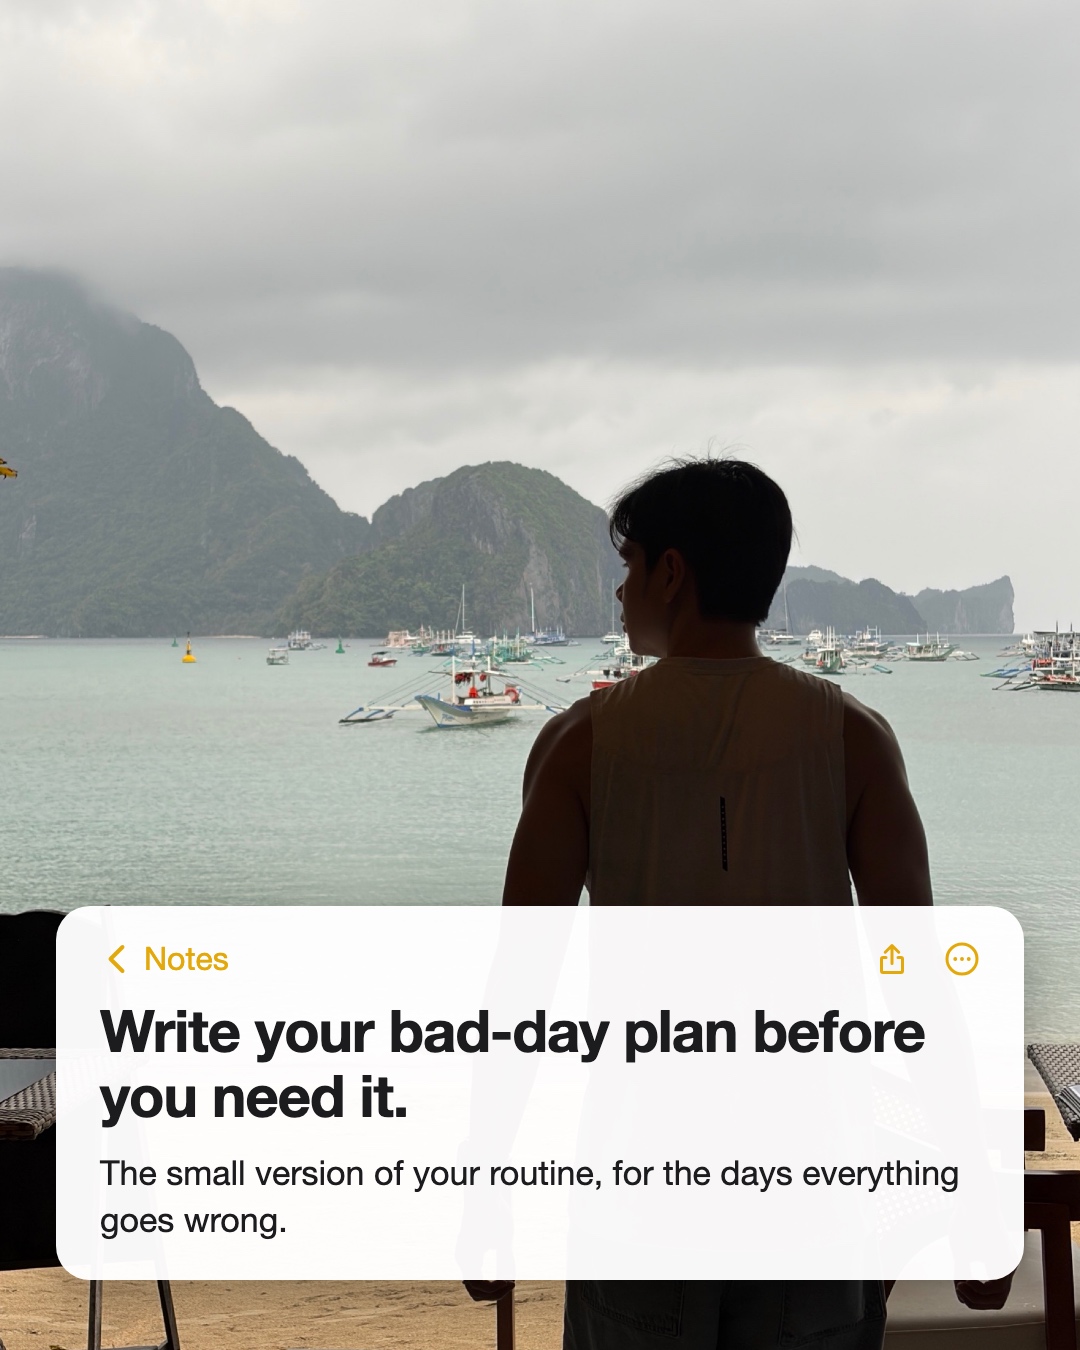 Notes
Write your bad-day plan before
you need it.
The small version of your routine, for the days everything
goes wrong.